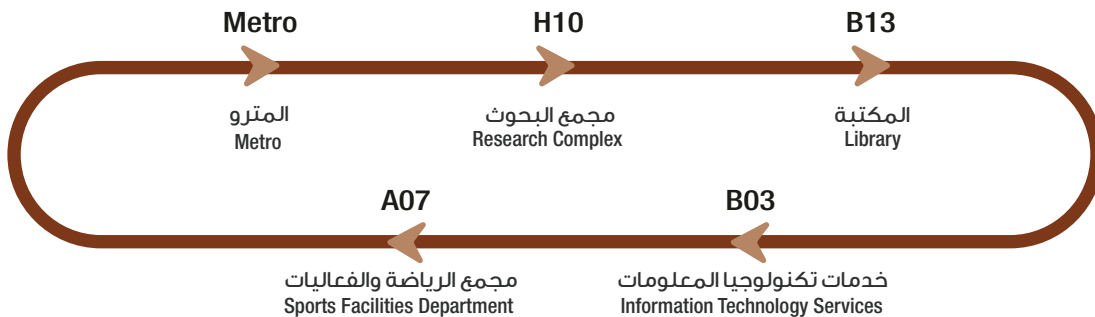 Metro
المترو
Metro
H10
مجمع البحوث
Research Complex
B13
المكتبة
Library
B03
خدمات تكنولوجيا المعلومات
Information Technology Services
A07
مجمع الرياضة والفعاليات
Sports Facilities Department